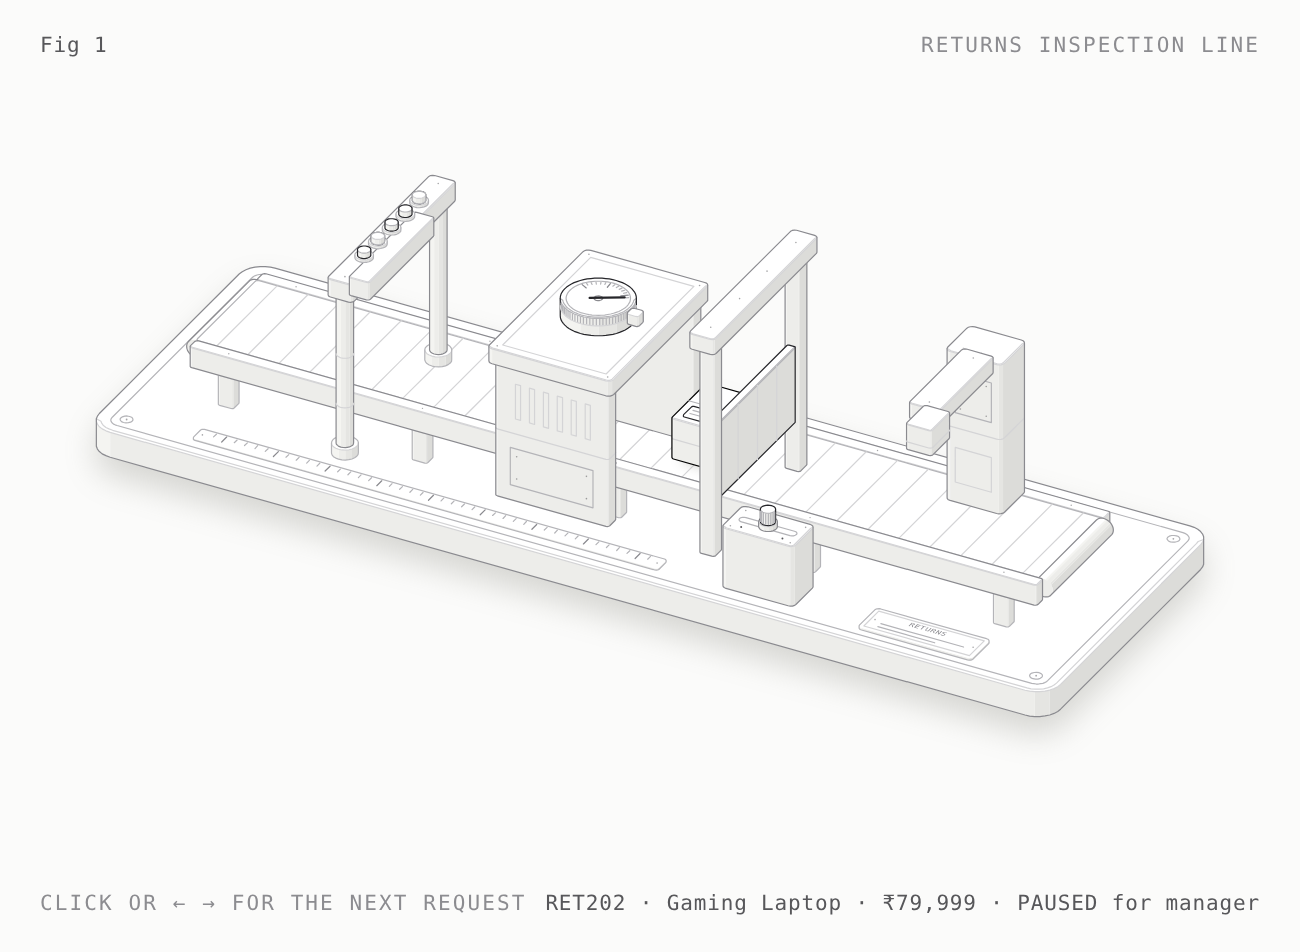 Fig 1
RETURNS INSPECTION LINE
RETURNS
CLICK OR ← → FOR THE NEXT REQUEST
RET202 · Gaming Laptop · ₹79,999 · PAUSED for manager